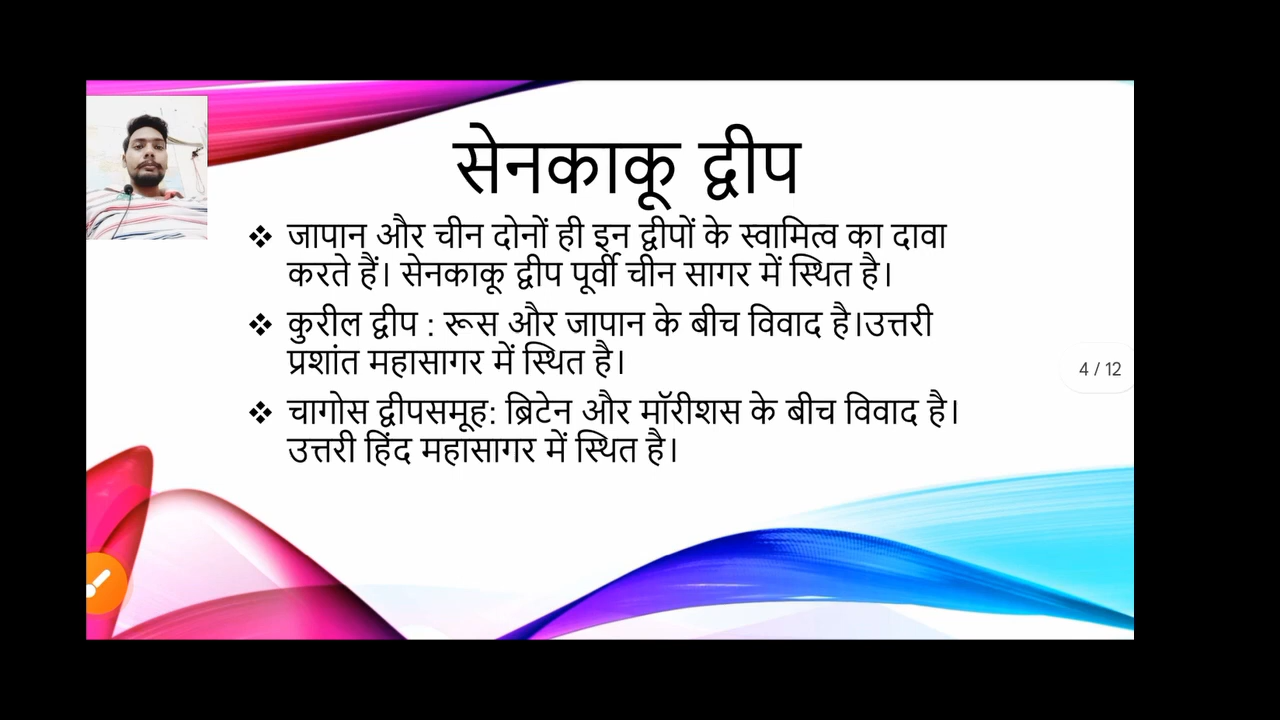 सेनकाकू द्वीप
❖ जापान और चीन दोनों ही इन द्वीपों के स्वामित्व का दावा
करते हैं। सेनकाकू द्वीप पूर्वी चीन सागर में स्थित है।
❖ कुरील द्वीप : रूस और जापान के बीच विवाद है।उत्तरी
प्रशांत महासागर में स्थित है।
❖ चागोस द्वीपसमूह: ब्रिटेन और मॉरीशस के बीच विवाद है।
उत्तरी हिंद महासागर में स्थित है।
4 / 12